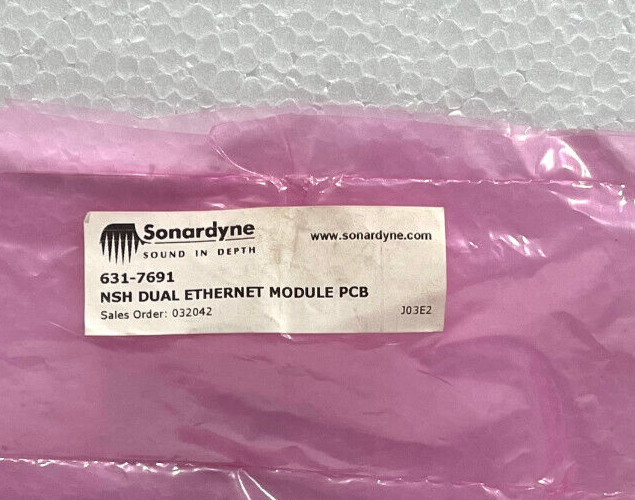 Sonardyne
SOUND IN DEPTH
www.sonardyne.com
631-7691
NSH DUAL ETHERNET MODULE PCB
Sales Order: 032042
J03E2